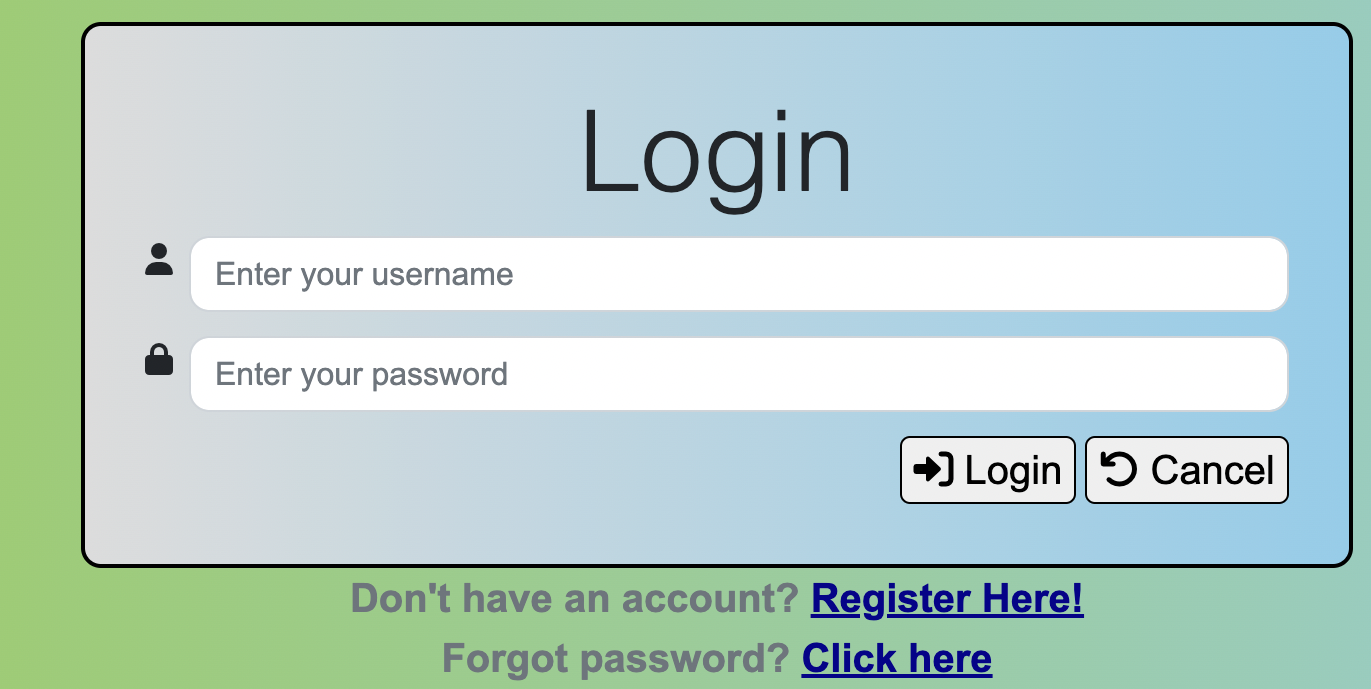 Login
Enter your username
Enter your password
Login Cancel
Don't have an account? Register Here!
Forgot password? Click here